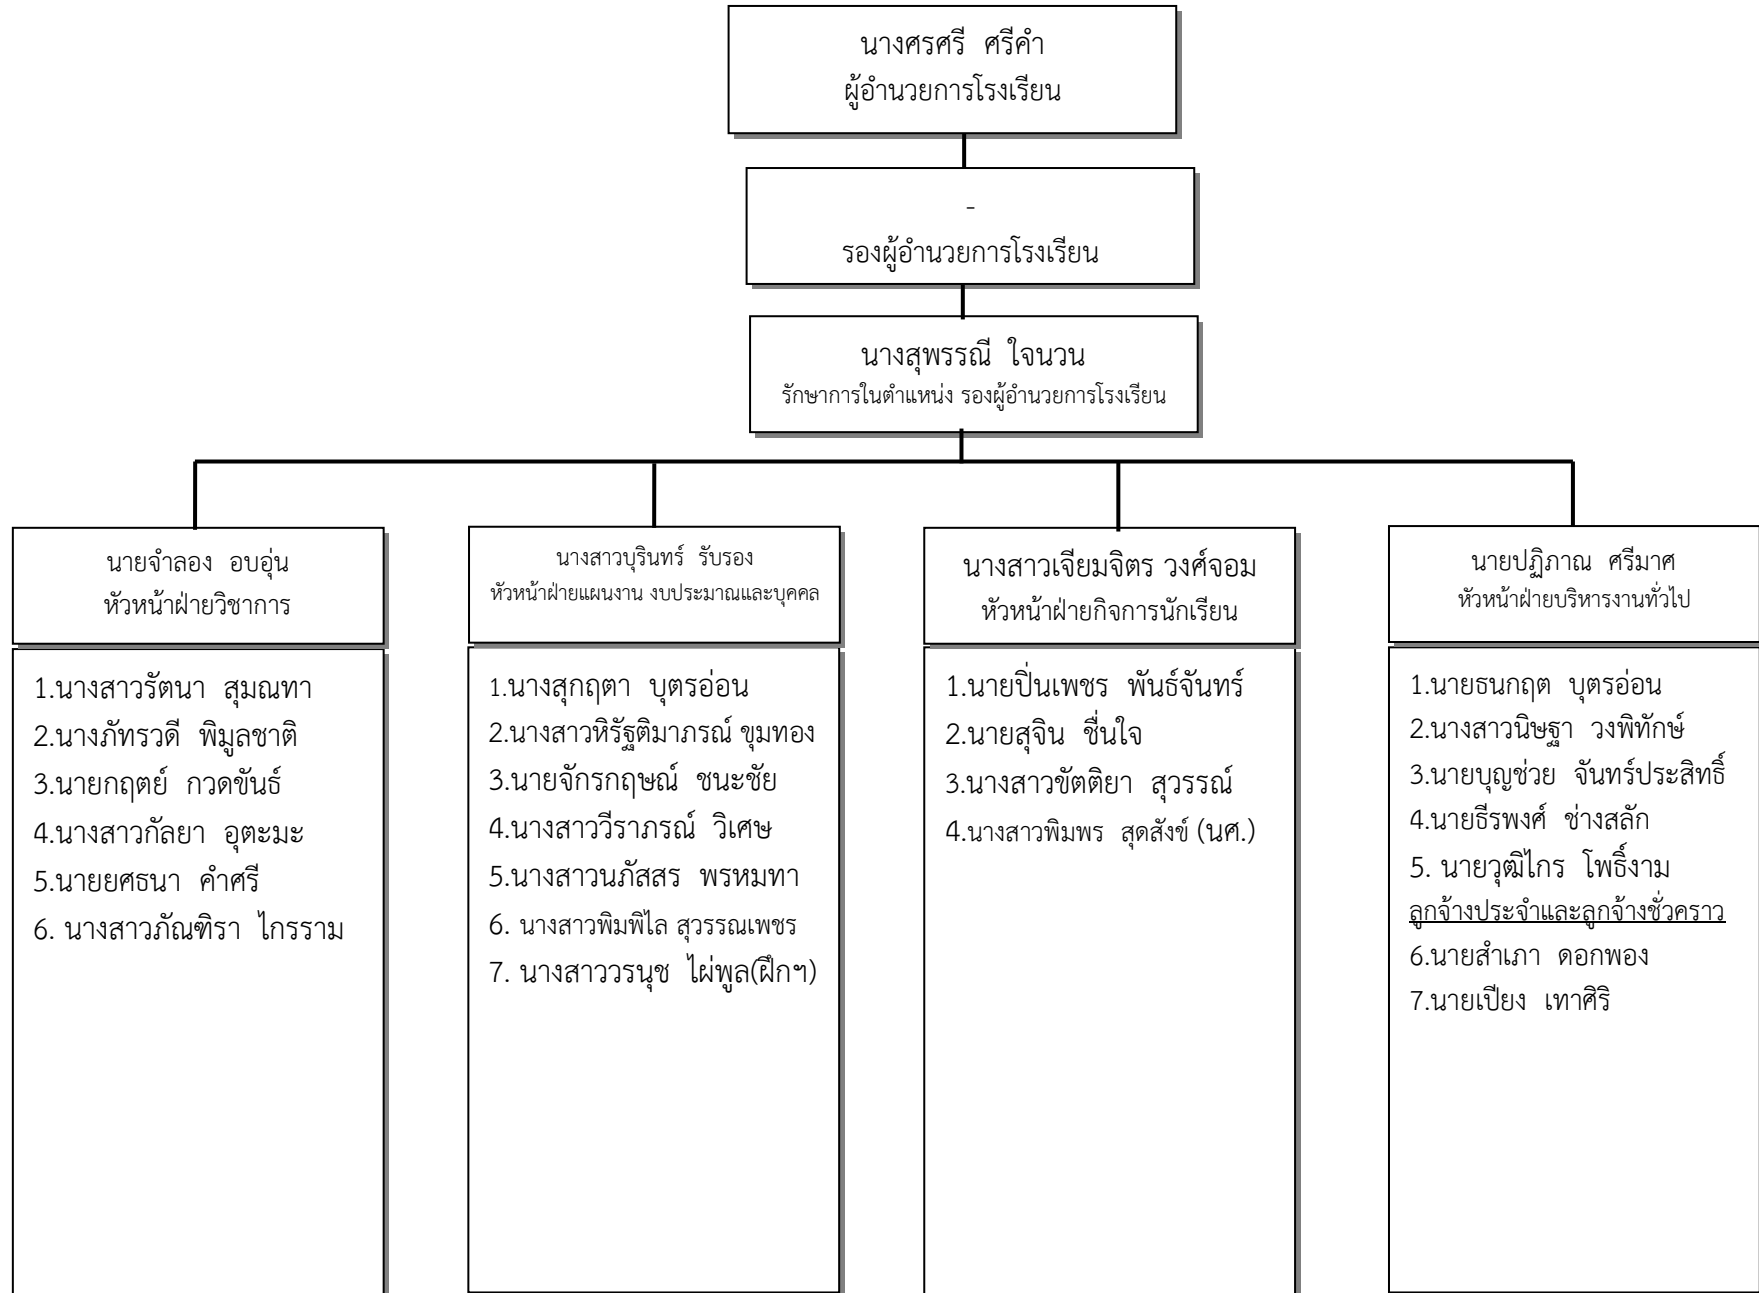 นางศรศรี  ศรีคำ
ผู้อำนวยการโรงเรียน
-
รองผู้อำนวยการโรงเรียน
นางสุพรรณี  ใจนวน
รักษาการในตำแหน่ง รองผู้อำนวยการโรงเรียน
นายจำลอง  อบอุ่น
หัวหน้าฝ่ายวิชาการ
1.นางสาวรัตนา  สุมณฑา
2.นางภัทรวดี  พิมูลชาติ
3.นายกฤตย์  กวดขันธ์
4.นางสาวกัลยา  อุตะมะ
5.นายยศธนา  คำศรี
6. นางสาวภัณฑิรา  ไกรราม
นางสาวบุรินทร์  รับรอง
หัวหน้าฝ่ายแผนงาน งบประมาณและบุคคล
1.นางสุกฤตา  บุตรอ่อน
2.นางสาวหิรัฐติมาภรณ์ ขุมทอง
3.นายจักรกฤษณ์  ชนะชัย
4.นางสาววีราภรณ์  วิเศษ
5.นางสาวนภัสสร  พรหมทา
6. นางสาวพิมพิไล สุวรรณเพชร
7. นางสาววรนุช  ไผ่พูล(ฝึกฯ)
นางสาวเจียมจิตร วงศ์จอม
หัวหน้าฝ่ายกิจการนักเรียน
1.นายปิ่นเพชร  พันธ์จันทร์
2.นายสุจิน  ชื่นใจ
3.นางสาวขัตติยา  สุวรรณ์
4.นางสาวพิมพร  สุดสังข์ (นศ.)
นายปฏิภาณ  ศรีมาศ
หัวหน้าฝ่ายบริหารงานทั่วไป
1.นายธนกฤต  บุตรอ่อน
2.นางสาวนิษฐา  วงพิทักษ์
3.นายบุญช่วย  จันทร์ประสิทธิ์
4.นายธีรพงศ์  ช่างสลัก
5. นายวุฒิไกร  โพธิ์งาม
ลูกจ้างประจำและลูกจ้างชั่วคราว
6.นายสำเภา  ดอกพอง
7.นายเปียง  เทาศิริ